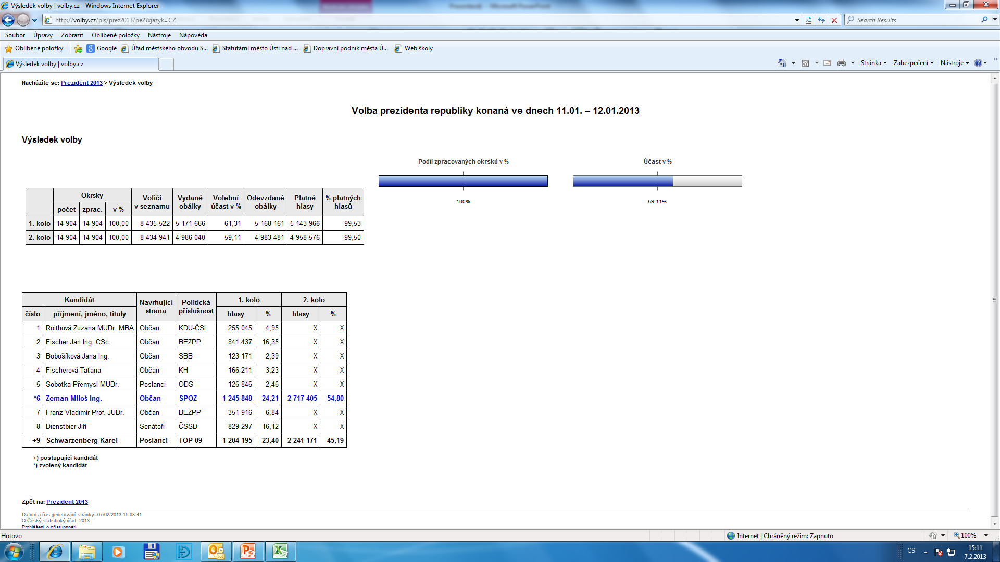 Výsledek volby | volby.cz - Windows Internet Explorer
http://volby.cz/pls/prez2013/pe2?xjazyk=CZ
Search Results
Soubor Úpravy Zobrazit Oblíbené položky Nástroje Nápověda
Oblíbené položky Google Úřad městského obvodu S... Statutární město Ústí nad ... Dopravní podnik města Ú... Web školy
Výsledek volby | volby.cz
Stránka Zabezpečení Nástroje
Nacházíte se: Prezident 2013 > Výsledek volby
Volba prezidenta republiky konaná ve dnech 11.01. – 12.01.2013
Výsledek volby
Podíl zpracovaných okrsků v % Účast v %
100% 59.11%
Okrsky Voliči v seznamu Vydané obálky Volební účast v % Odevzdané obálky Platné hlasy % platných hlasů
počet zprac. v %
1. kolo 14 904 14 904 100,00 8 435 522 5 171 666 61,31 5 168 161 5 143 966 99,53
2. kolo 14 904 14 904 100,00 8 434 941 4 986 040 59,11 4 983 481 4 958 576 99,50
Kandidát Navrhující strana Politická příslušnost 1. kolo 2. kolo
číslo příjmení, jméno, tituly hlasy % hlasy %
1 Roithová Zuzana MUDr. MBA Občan KDU-ČSL 255 045 4,95 X X
2 Fischer Jan Ing. CSc. Občan BEZPP 841 437 16,35 X X
3 Bobošíková Jana Ing. Občan SBB 123 171 2,39 X X
4 Fischerová Taťana Občan KH 166 211 3,23 X X
5 Sobotka Přemysl MUDr. Poslanci ODS 126 846 2,46 X X
*6 Zeman Miloš Ing. Občan SPOZ 1 245 848 24,21 2 717 405 54,80
7 Franz Vladimír Prof. JUDr. Občan BEZPP 351 916 6,84 X X
8 Dienstbier Jiří Senátoři ČSSD 829 297 16,12 X X
+9 Schwarzenberg Karel Poslanci TOP 09 1 204 195 23,40 2 241 171 45,19
+) postupující kandidát
*) zvolený kandidát
Zpět na: Prezident 2013
Datum a čas generování stránky: 07/02/2013 15:03:41
© Český statistický úřad, 2013
Prohlášení o přístupnosti
Hotovo Internet | Chráněný režim: Zapnuto 100%
CS 15:11
7.2.2013